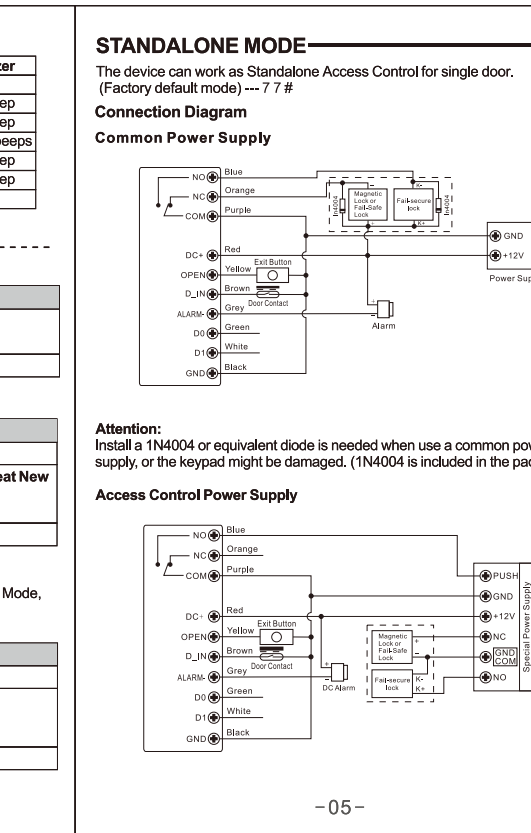 zer
ep
ep
beeps
ep
ep
eat New
Mode,
STANDALONE MODE
The device can work as Standalone Access Control for single door.
(Factory default mode) --- 7 7 #
Connection Diagram
Common Power Supply
NO Blue
NC Orange
COM Purple
DC+ Red
Exit Button
OPEN Yellow
D_IN Brown
Door Contact
ALARM- Grey
D0 Green
D1 White
GND Black
1n4004
Magnetic
Lock or
Fail-Safe
Lock
- +
Fail-secure
lock
K-
K+
1n4004
GND
+12V
Power Sup
+
-
Alarm
Attention:
Install a 1N4004 or equivalent diode is needed when use a common pow
supply, or the keypad might be damaged. (1N4004 is included in the pac
Access Control Power Supply
NO Blue
NC Orange
COM Purple
DC+ Red
Exit Button
OPEN Yellow
D_IN Brown
Door Contact
ALARM- Grey
D0 Green
D1 White
GND Black
+
-
DC Alarm
Magnetic
Lock or
Fail-Safe
Lock
+
-
Fail-secure
lock
K-
K+
PUSH
GND
+12V
NC
GND
COM
NO
Special Power Supply
-05-